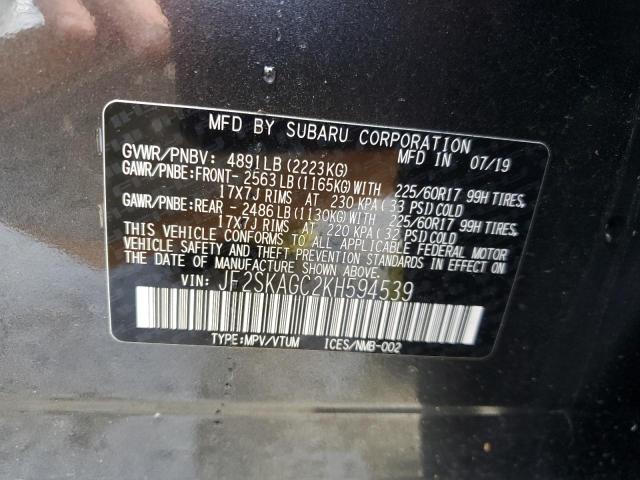 MFD BY SUBARU CORPORATION
GVWR/PNBV: 4891LB(2223KG) MFD IN 07/19
GAWR/PNBE:FRONT- 2563LB(1165KG)WITH 225/60R17 99H TIRES,
17X7J RIMS AT 230 KPA(33 PSI)COLD
GAWR/PNBE:REAR - 2486LB(1130KG)WITH 225/60R17 99H TIRES,
17X7J RIMS AT 220 KPA(32 PSI)COLD
THIS VEHICLE CONFORMS TO ALL APPLICABLE FEDERAL MOTOR
VEHICLE SAFETY AND THEFT PREVENTION STANDARDS IN EFFECT ON
THE DATE OF MANUFACTURE SHOWN ABOVE.
VIN: JF2SKAGC2KH594539
TYPE:MPV/VTUM ICES/NMB-002